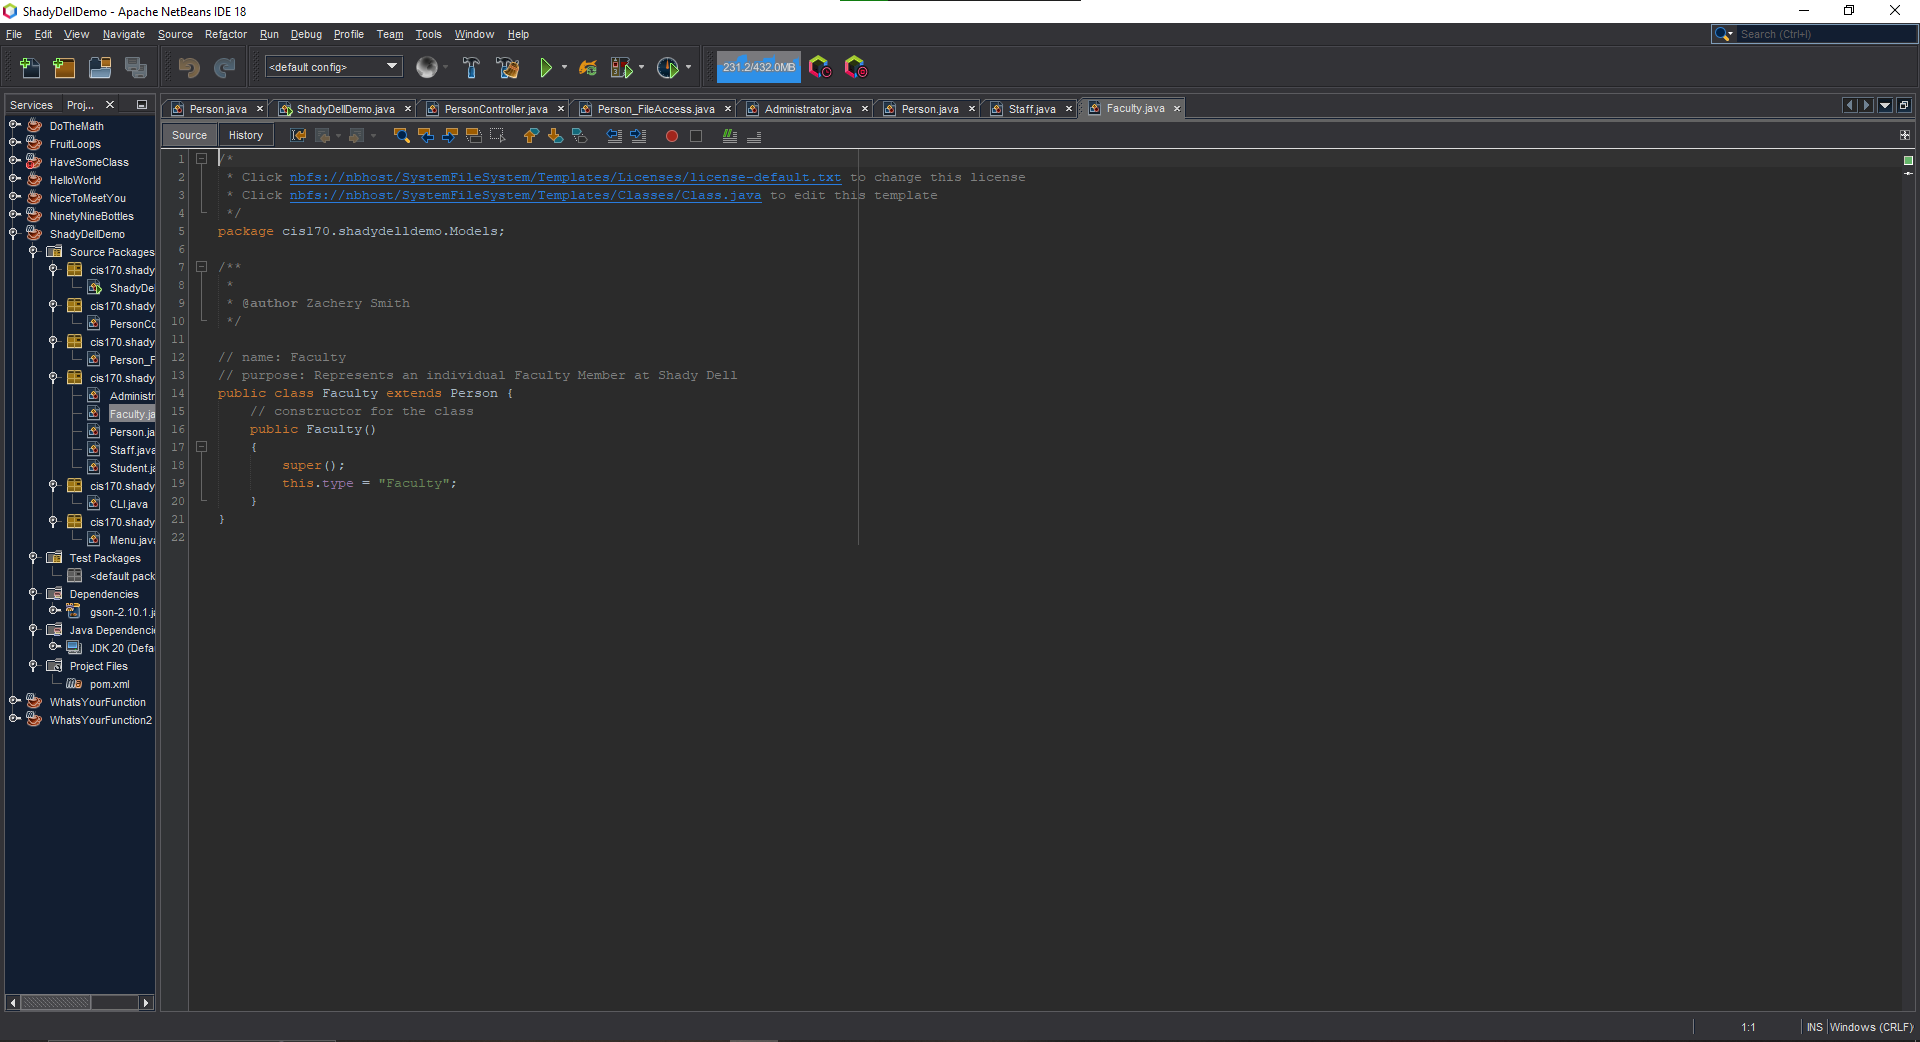 ShadyDellDemo - Apache NetBeans IDE 18
File Edit View Navigate Source Refactor Run Debug Profile Team Tools Window Help
Search (Ctrl+I)
<default config>
231.2/432.0MB
Services Proj...
Person.java ShadyDellDemo.java PersonController.java Person_FileAccess.java Administrator.java Person.java Staff.java Faculty.java
Source History
DoTheMath
FruitLoops
HaveSomeClass
HelloWorld
NiceToMeetYou
NinetyNineBottles
ShadyDellDemo
Source Packages
cis170.shady
ShadyDe
cis170.shady
PersonCo
cis170.shady
Person_F
cis170.shady
Administr
Faculty.ja
Person.ja
Staff.java
Student.ja
cis170.shady
CLI.java
cis170.shady
Menu.java
Test Packages
<default pack
Dependencies
gson-2.10.1.ja
Java Dependencie
JDK 20 (Defa
Project Files
pom.xml
WhatsYourFunction
WhatsYourFunction2
1 /*
2 * Click nbfs://nbhost/SystemFileSystem/Templates/Licenses/license-default.txt to change this license
3 * Click nbfs://nbhost/SystemFileSystem/Templates/Classes/Class.java to edit this template
4 */
5 package cis170.shadydelldemo.Models;
6
7 /**
8 *
9 * @author Zachery Smith
10 */
11
12 // name: Faculty
13 // purpose: Represents an individual Faculty Member at Shady Dell
14 public class Faculty extends Person {
15 // constructor for the class
16 public Faculty()
17 {
18 super();
19 this.type = "Faculty";
20 }
21 }
22
1:1 INS Windows (CRLF)